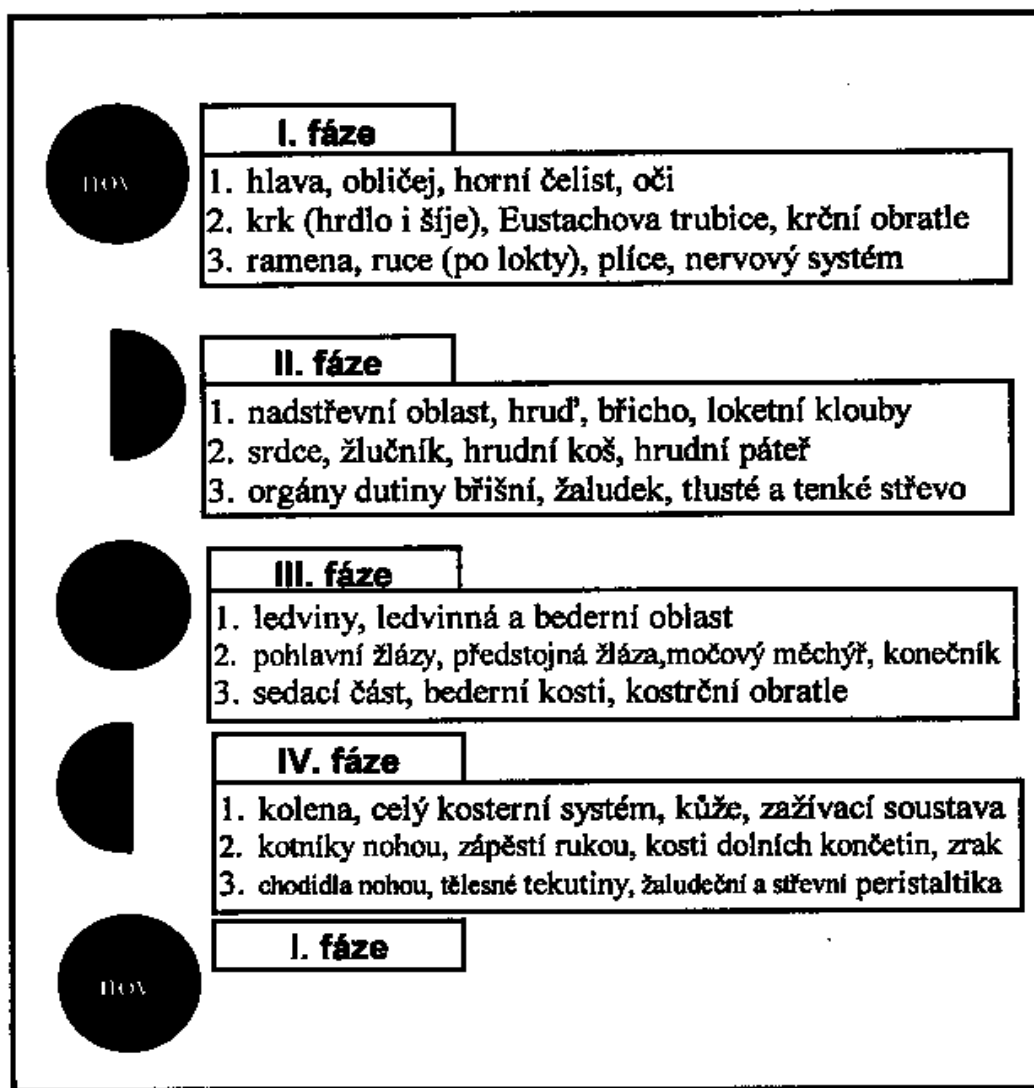 nov
I. fáze
1. hlava, obličej, horní čelist, oči
2. krk (hrdlo i šíje), Eustachova trubice, krční obratle
3. ramena, ruce (po lokty), plíce, nervový systém
II. fáze
1. nadstřevní oblast, hruď, břicho, loketní klouby
2. srdce, žlučník, hrudní koš, hrudní páteř
3. orgány dutiny břišní, žaludek, tlusté a tenké střevo
III. fáze
1. ledviny, ledvinná a bederní oblast
2. pohlavní žlázy, předstojná žláza,močový měchýř, konečník
3. sedací část, bederní kosti, kostrční obratle
IV. fáze
1. kolena, celý kosterní systém, kůže, zažívací soustava
2. kotníky nohou, zápěstí rukou, kosti dolních končetin, zrak
3. chodidla nohou, tělesné tekutiny, žaludeční a střevní peristaltika
nov
I. fáze